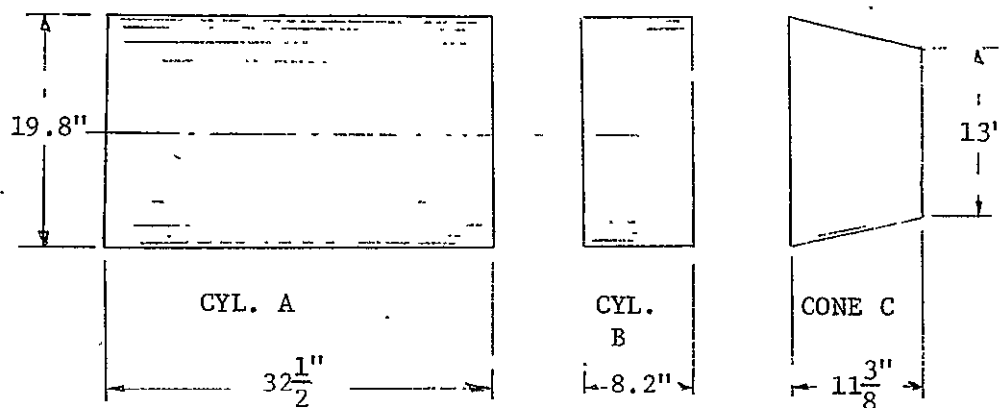 19.8"
13"
CYL. A
CYL.
B
CONE C
32 1/2"
8.2"
11 3/8"